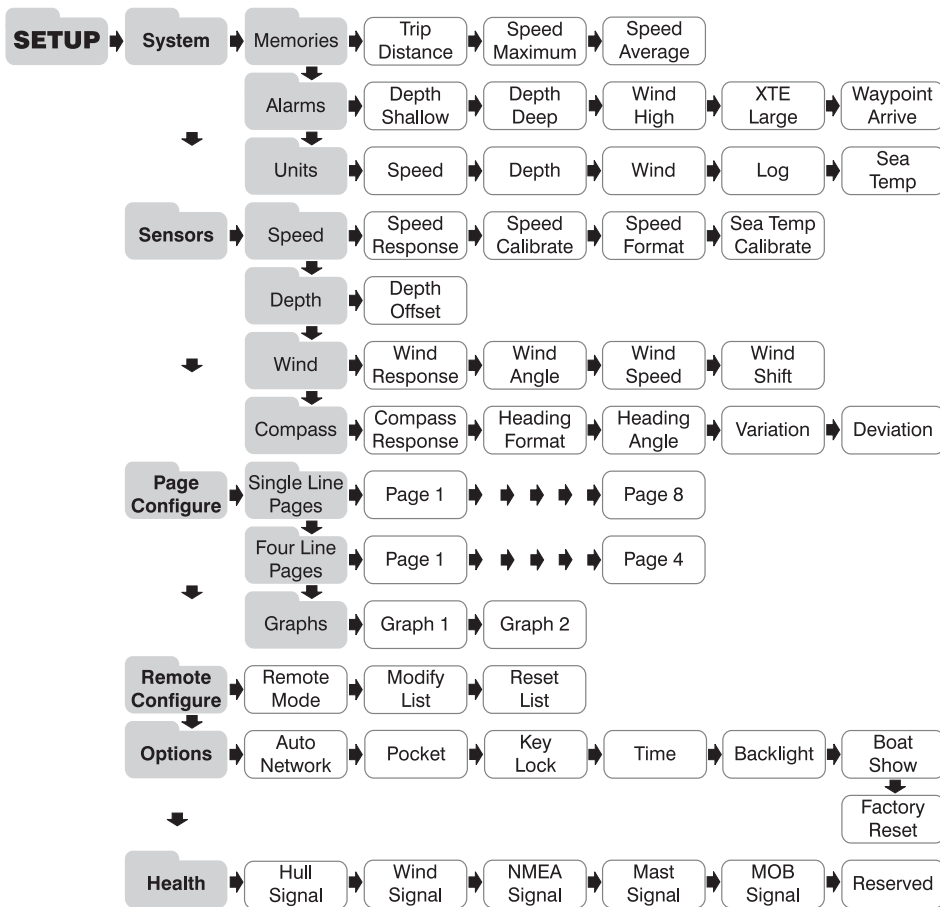 SETUP
System
Memories
Trip
Distance
Speed
Maximum
Speed
Average
Alarms
Depth
Shallow
Depth
Deep
Wind
High
XTE
Large
Waypoint
Arrive
Units
Speed
Depth
Wind
Log
Sea
Temp
Sensors
Speed
Speed
Response
Speed
Calibrate
Speed
Format
Sea Temp
Calibrate
Depth
Depth
Offset
Wind
Wind
Response
Wind
Angle
Wind
Speed
Wind
Shift
Compass
Compass
Response
Heading
Format
Heading
Angle
Variation
Deviation
Page
Configure
Single Line
Pages
Page 1
Page 8
Four Line
Pages
Page 1
Page 4
Graphs
Graph 1
Graph 2
Remote
Configure
Remote
Mode
Modify
List
Reset
List
Options
Auto
Network
Pocket
Key
Lock
Time
Backlight
Boat
Show
Factory
Reset
Health
Hull
Signal
Wind
Signal
NMEA
Signal
Mast
Signal
MOB
Signal
Reserved